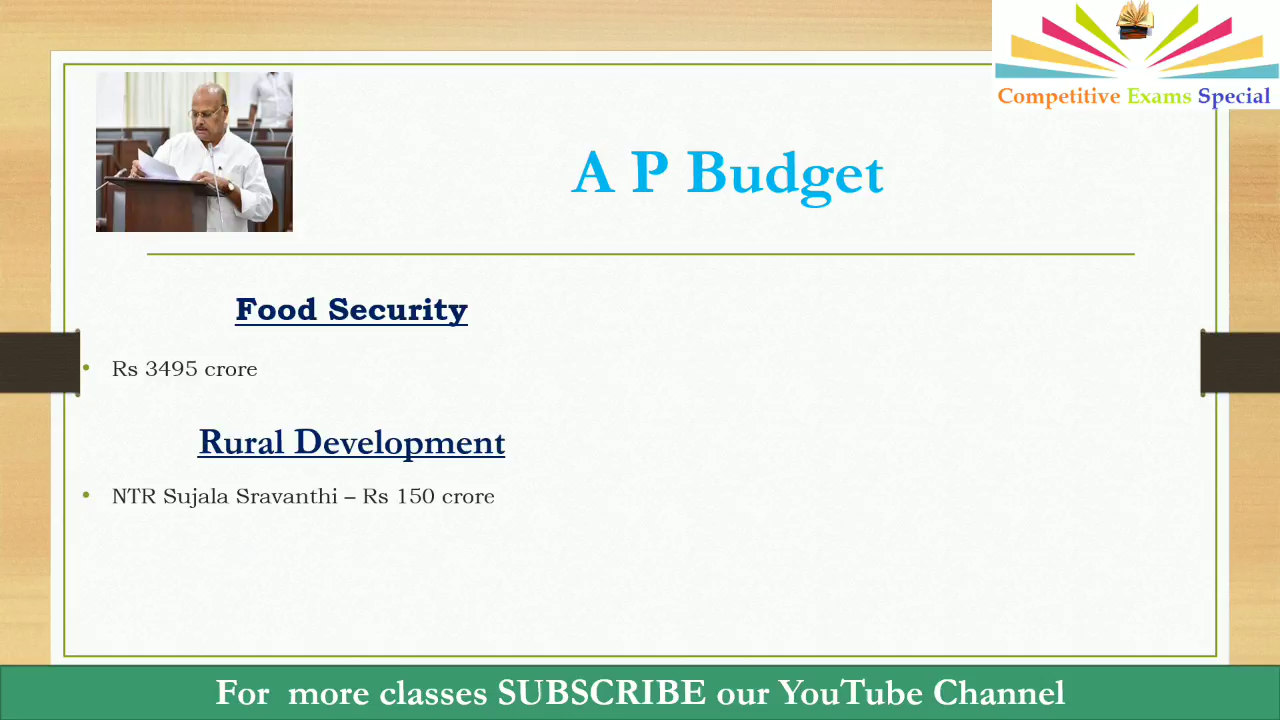 Competitive Exams Special
A P Budget
Food Security
• Rs 3495 crore
Rural Development
• NTR Sujala Sravanthi – Rs 150 crore
For more classes SUBSCRIBE our YouTube Channel